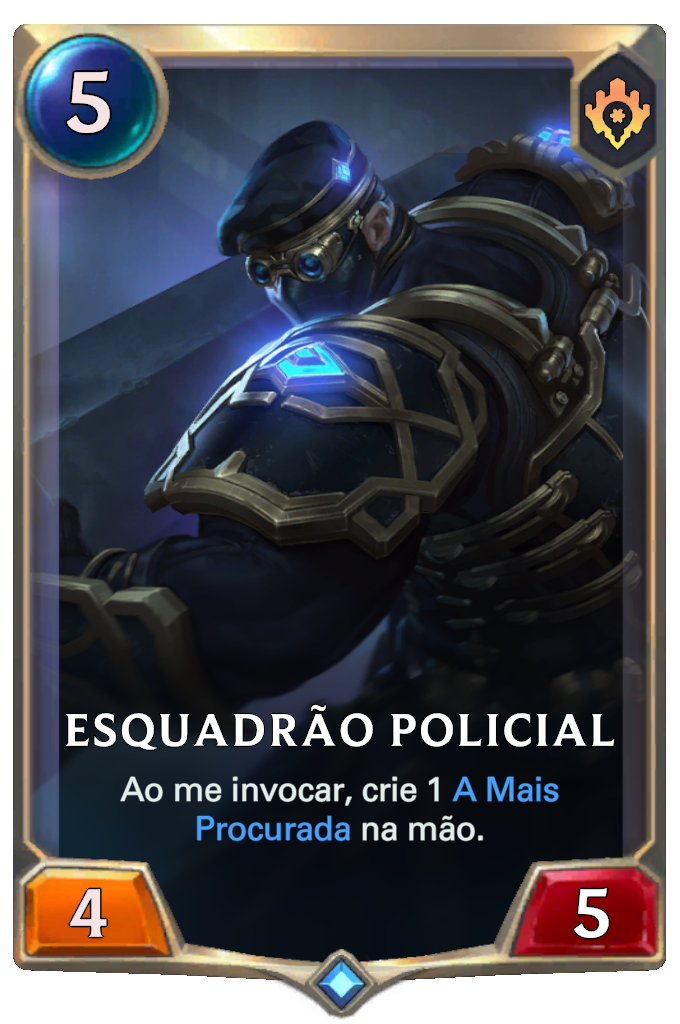 5
ESQUADRÃO POLICIAL
Ao me invocar, crie 1 A Mais
Procurada na mão.
4
5